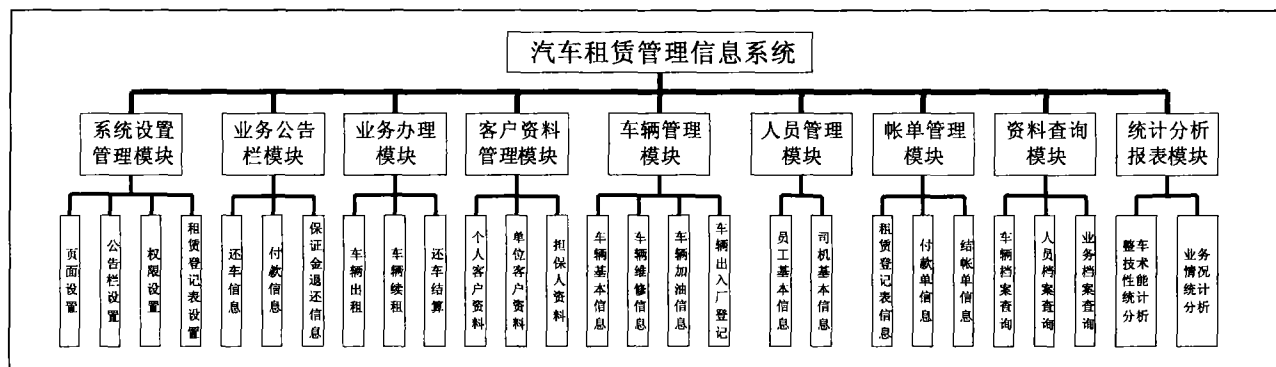 汽车租赁管理信息系统
系统设置
管理模块
业务公告
栏模块
业务办理
模块
客户资料
管理模块
车辆管理
模块
人员管理
模块
帐单管理
模块
资料查询
模块
统计分析
报表模块
页面设置
公告栏设置
权限设置
租赁登记表设置
还车信息
付款信息
保证金退还信息
车辆出租
车辆续租
还车结算
个人客户资料
单位客户资料
担保人资料
车辆基本信息
车辆维修信息
车辆加油信息
车辆出入厂登记
员工基本信息
司机基本信息
租赁登记表信息
付款单信息
结帐单信息
车辆档案查询
人员档案查询
业务档案查询
整车
技术
性能
统计
分析
业务
情况
统计
分析